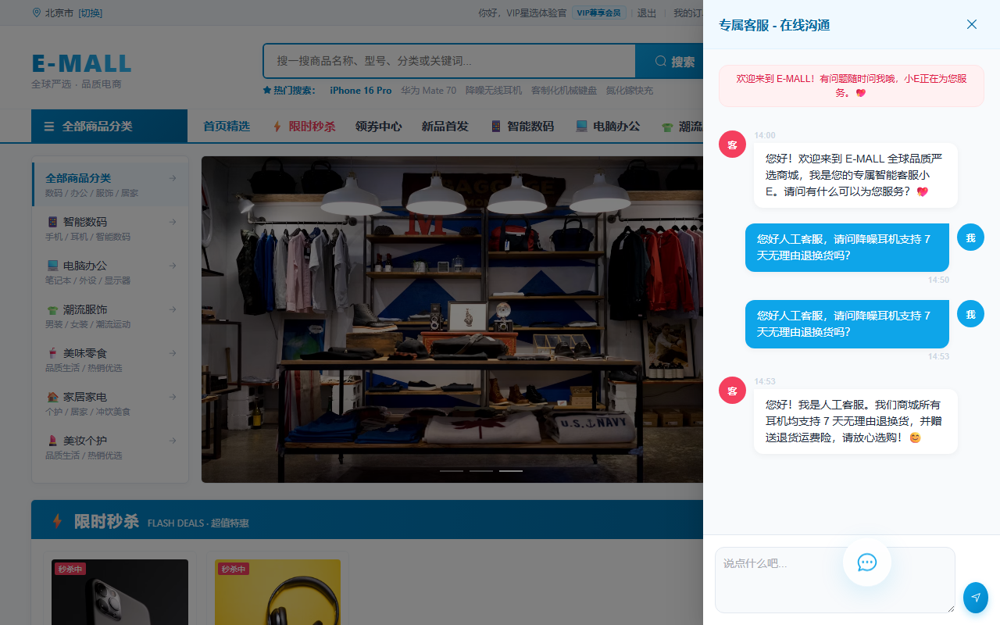 北京市 [切换]
你好，VIP星选体验官 VIP尊享会员 退出 我的订
E-MALL
全球严选 · 品质电商
搜一搜商品名称、型号、分类或关键词...
搜索
热门搜索： iPhone 16 Pro 华为 Mate 70 降噪无线耳机 客制化机械键盘 氮化镓快充
全部商品分类 首页精选 限时秒杀 领券中心 新品首发 智能数码 电脑办公 潮流
全部商品分类
数码 / 办公 / 服饰 / 居家
智能数码
手机 / 耳机 / 智能数码
电脑办公
笔记本 / 外设 / 显示器
潮流服饰
男装 / 女装 / 潮流运动
美味零食
品质生活 / 热销优选
家居家电
个护 / 居家 / 冲饮美食
美妆个护
品质生活 / 热销优选
M
U.S. NAVY
限时秒杀 FLASH DEALS · 超值特惠
秒杀中
秒杀中
专属客服 - 在线沟通
欢迎来到 E-MALL！有问题随时问我哦，小E正在为您服
务。💖
14:00
客
您好！欢迎来到 E-MALL 全球品质严
选商城，我是您的专属智能客服小
E。请问有什么可以为您服务？💖
您好人工客服，请问降噪耳机支持 7
天无理由退换货吗？
我
14:50
您好人工客服，请问降噪耳机支持 7
天无理由退换货吗？
我
14:53
14:53
客
您好！我是人工客服。我们商城所有
耳机均支持 7 天无理由退换货，并赠
送退货运费险，请放心选购！😊
说点什么吧...